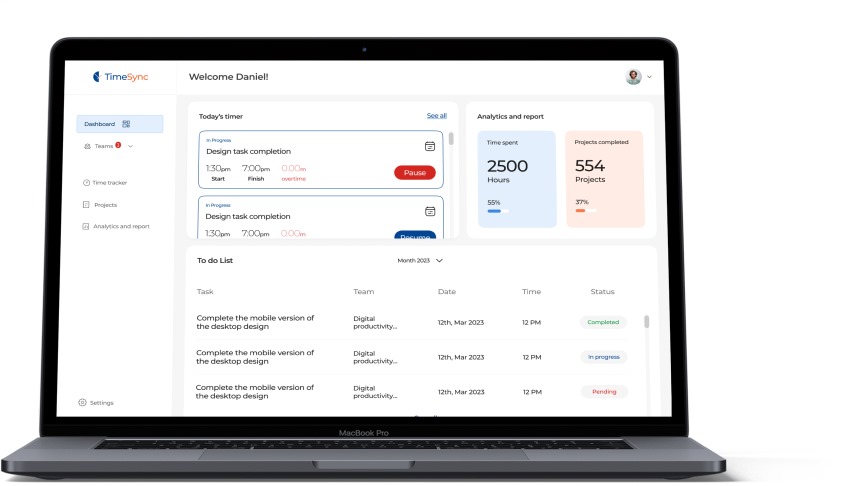 TimeSync
Welcome Daniel!
Dashboard
Teams 2
Time tracker
Projects
Analytics and report
Settings
Today's timer
See all
In Progress
Design task completion
1:30pm 7:00pm 0.00m
Start Finish overtime
Pause
In Progress
Design task completion
1:30pm 7:00pm 0.00m
Resume
Analytics and report
Time spent
2500
Hours
55%
Projects completed
554
Projects
37%
To do List
Month 2023
Task Team Date Time Status
Complete the mobile version of
the desktop design
Digital
productivity...
12th, Mar 2023
12 PM
Completed
Complete the mobile version of
the desktop design
Digital
productivity...
12th, Mar 2023
12 PM
In progress
Complete the mobile version of
the desktop design
Digital
productivity...
12th, Mar 2023
12 PM
Pending
MacBook Pro